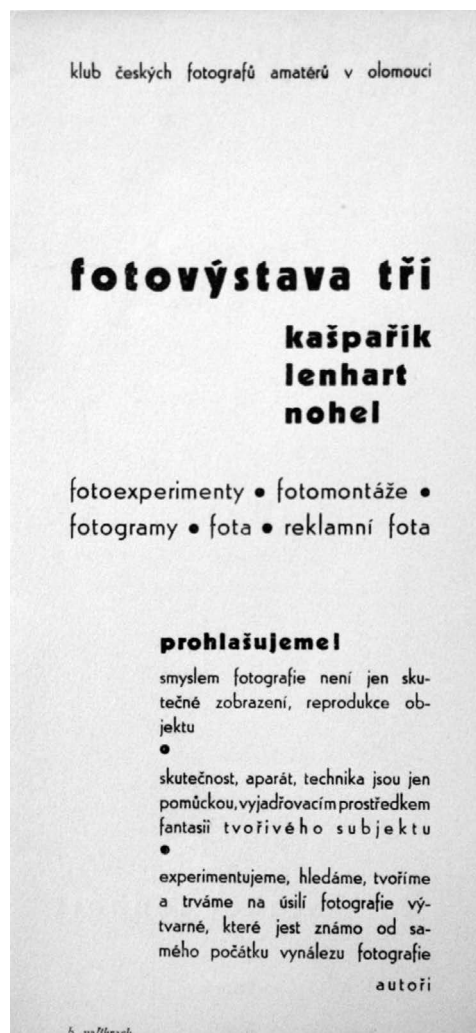 klub českých fotografů amatérů v olomouci
fotovýstava tří
kašpařík
lenhart
nohel
fotoexperimenty • fotomontáže •
fotogramy • fota • reklamní fota
prohlašujeme!
smyslem fotografie není jen sku-
tečné zobrazení, reprodukce ob-
jektu
•
skutečnost, aparát, technika jsou jen
pomůckou, vyjadřovacím prostředkem
fantasii tvořivého subjektu
•
experimentujeme, hledáme, tvoříme
a trváme na úsilí fotografie vý-
tvarné, které jest známo od sa-
mého počátku vynálezu fotografie
autoři